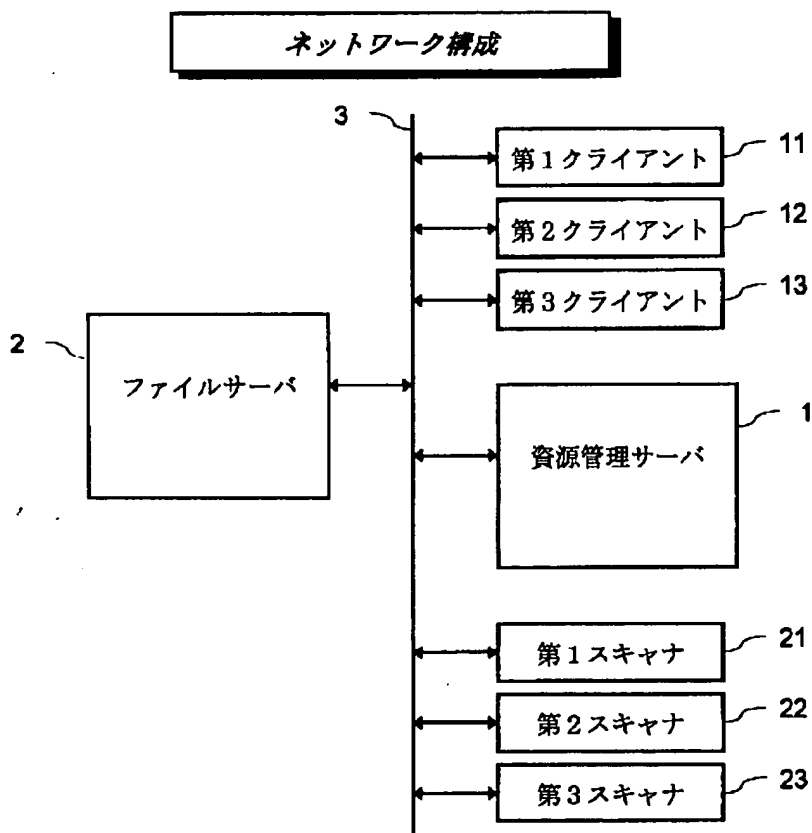 ネットワーク構成
3
第1クライアント 11
第2クライアント 12
第3クライアント 13
2
ファイルサーバ
1
資源管理サーバ
第1スキャナ 21
第2スキャナ 22
第3スキャナ 23